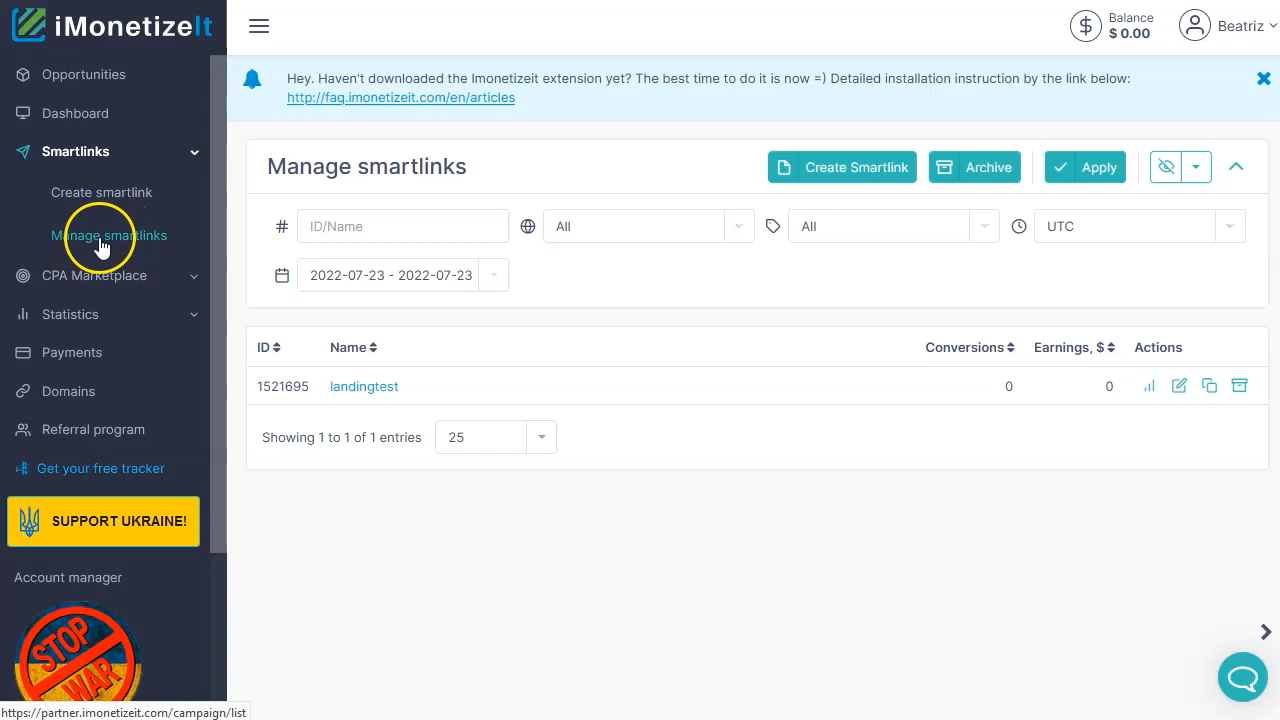 iMonetizeIt
Opportunities
Dashboard
Smartlinks
Create smartlink
Manage smartlinks
CPA Marketplace
Statistics
Payments
Domains
Referral program
Get your free tracker
SUPPORT UKRAINE!
Account manager
STOP
WAR
https://partner.imonetizeit.com/campaign/list
Balance
$ 0.00
Beatriz
Hey. Haven't downloaded the Imonetizeit extension yet? The best time to do it is now =) Detailed installation instruction by the link below:
http://faq.imonetizeit.com/en/articles
Manage smartlinks
Create Smartlink
Archive
Apply
# ID/Name All All UTC
2022-07-23 - 2022-07-23
ID Name Conversions Earnings, $ Actions
1521695 landingtest 0 0
Showing 1 to 1 of 1 entries 25